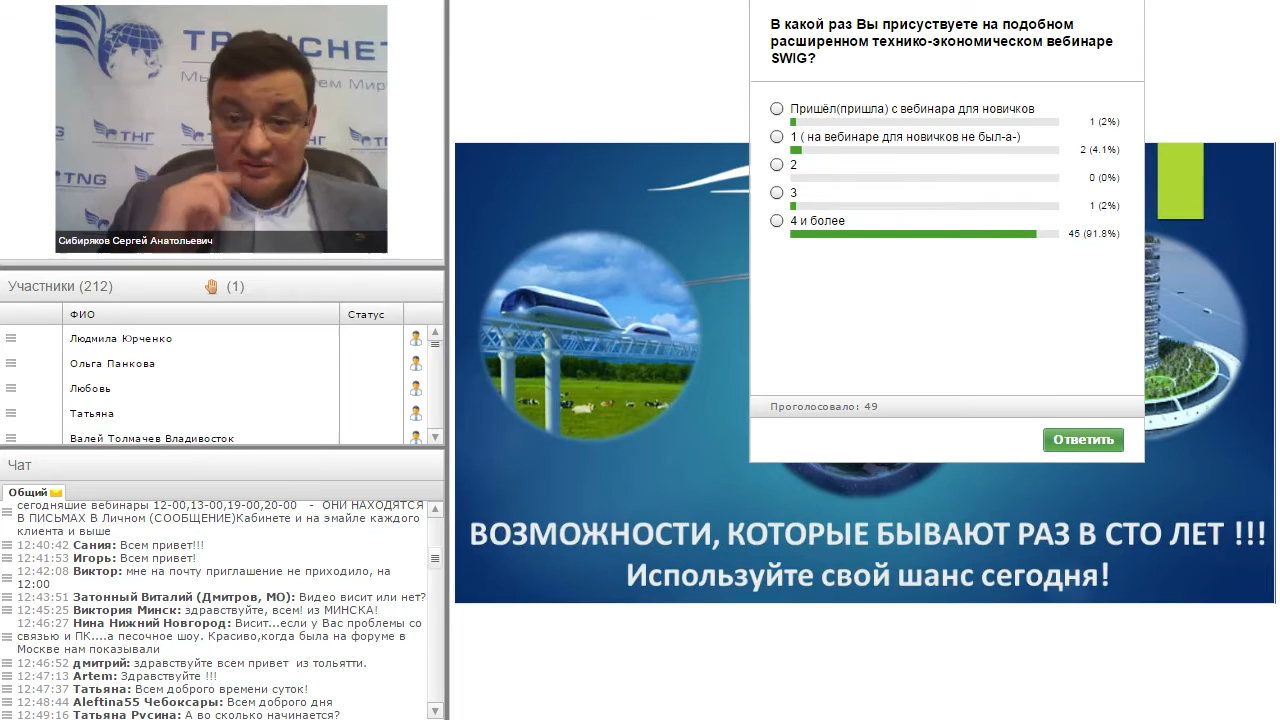 Сибиряков Сергей Анатольевич
ТНГ
TNG
Участники (212)
(1)
ФИО
Статус
Людмила Юрченко
Ольга Панкова
Любовь
Татьяна
Валей Толмачев Владивосток
Чат
Общий
сегодняшие вебинары 12-00,13-00,19-00,20-00 - ОНИ НАХОДЯТСЯ
В ПИСЬМАХ В Личном (СООБЩЕНИЕ)Кабинете и на эмайле каждого
клиента и выше
12:40:42 Сания: Всем привет!!!
12:41:53 Игорь: Всем привет!
12:42:08 Виктор: мне на почту приглашение не приходило, на
12:00
12:43:51 Затонный Виталий (Дмитров, МО): Видео висит или нет?
12:45:25 Виктория Минск: здравствуйте, всем! из МИНСКА!
12:46:27 Нина Нижний Новгород: Висит...если у Вас проблемы со
связью и ПК....а песочное шоу. Красиво,когда была на форуме в
Москве нам показывали
12:46:52 дмитрий: здравствуйте всем привет из тольятти.
12:47:13 Artem: Здравствуйте !!!
12:47:37 Татьяна: Всем доброго времени суток!
12:48:44 Aleftina55 Чебоксары: Всем доброго дня
12:49:16 Татьяна Русина: А во сколько начинается?
В какой раз Вы присуствуете на подобном
расширенном технико-экономическом вебинаре
SWIG?
Пришёл(пришла) с вебинара для новичков
1 (2%)
1 ( на вебинаре для новичков не был-а-)
2 (4.1%)
2
0 (0%)
3
1 (2%)
4 и более
45 (91.8%)
Проголосовало: 49
Ответить
ВОЗМОЖНОСТИ, КОТОРЫЕ БЫВАЮТ РАЗ В СТО ЛЕТ !!!
Используйте свой шанс сегодня!